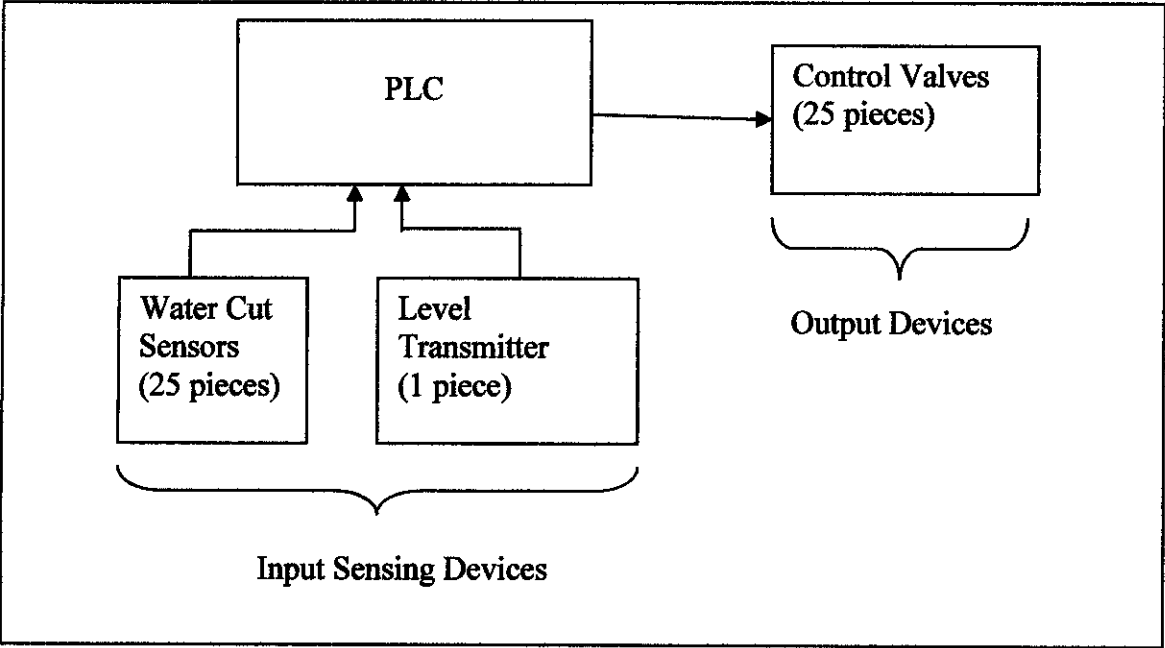 PLC
Control Valves
(25 pieces)
Water Cut
Sensors
(25 pieces)
Level
Transmitter
(1 piece)
Output Devices
Input Sensing Devices